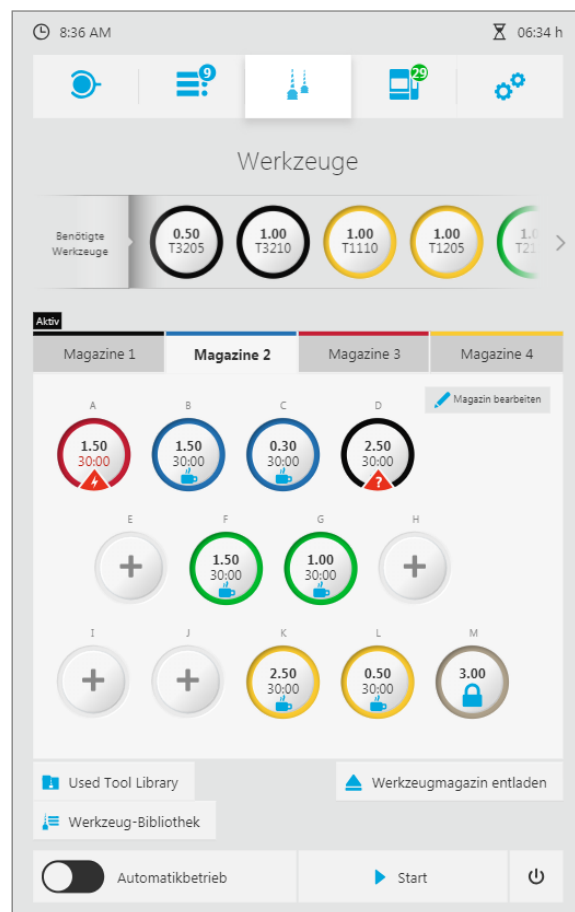 8:36 AM
06:34 h
9
29
Werkzeuge
Benötigte
Werkzeuge
0.50
T3205
1.00
T3210
1.00
T1110
1.00
T1205
1.0
T21
Aktiv
Magazine 1
Magazine 2
Magazine 3
Magazine 4
Magazin bearbeiten
A
B
C
D
1.50
30:00
1.50
30:00
0.30
30:00
2.50
30:00
?
E
F
G
H
+
1.50
30:00
1.00
30:00
+
I
J
K
L
M
+
+
2.50
30:00
0.50
30:00
3.00
Used Tool Library
Werkzeugmagazin entladen
Werkzeug-Bibliothek
Automatikbetrieb
Start